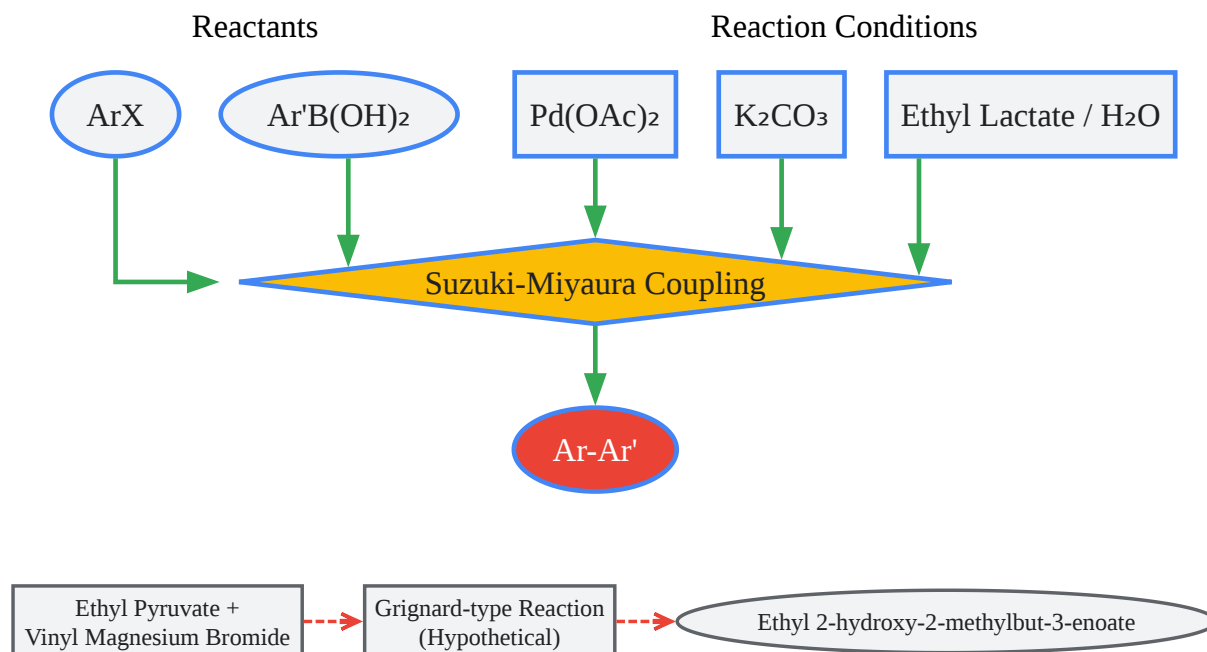 Reactants
Reaction Conditions
ArX
Ar'B(OH)₂
Pd(OAc)₂
K₂CO₃
Ethyl Lactate / H₂O
Suzuki-Miyaura Coupling
Ar-Ar'
Ethyl Pyruvate +
Vinyl Magnesium Bromide
Grignard-type Reaction
(Hypothetical)
Ethyl 2-hydroxy-2-methylbut-3-enoate